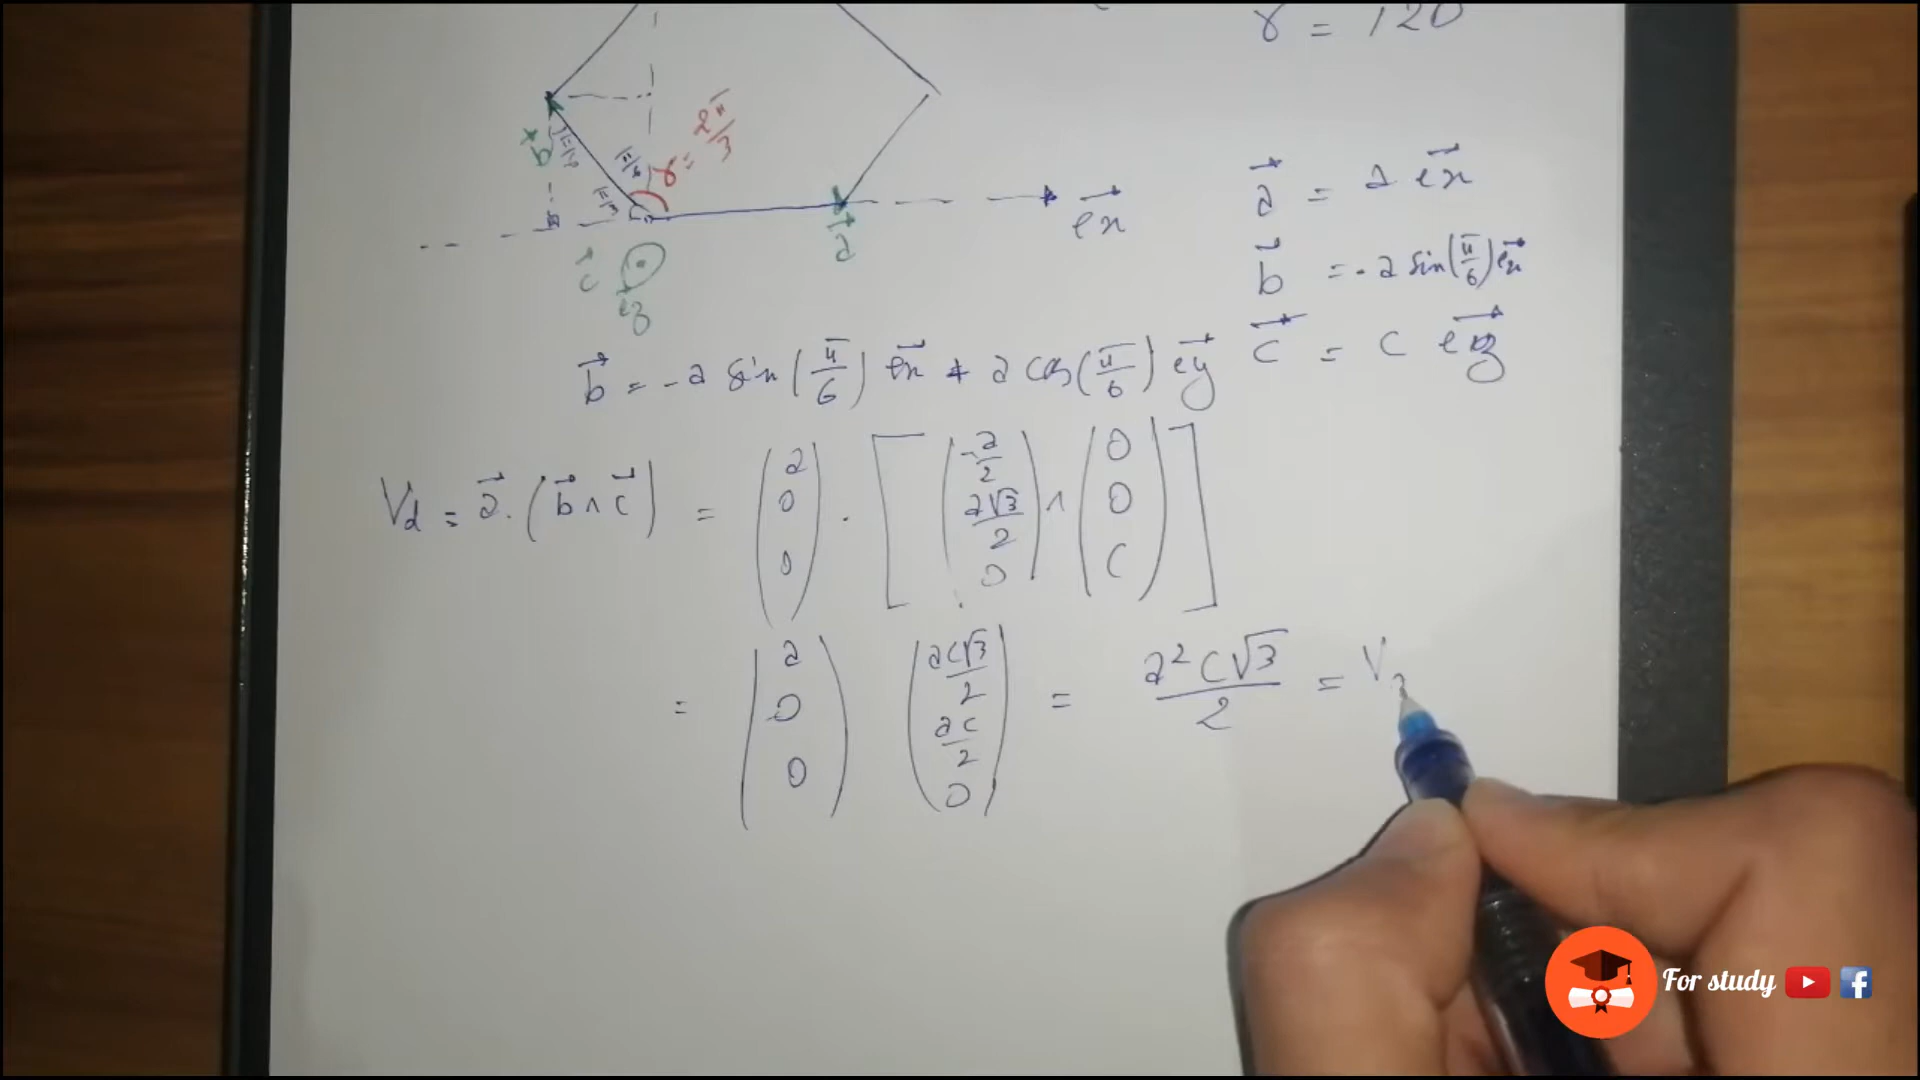 γ = 120
γ = 2π/3
b
π/6
π/6
π/3
ex
a
c
ez
a = a ex
b = - a sin(π/6) ex
c = c ez
b = - a sin(π/6) ex + a cos(π/6) ey
Vd = a . (b ∧ c) = (a 0 0) . [(-a/2 a√3/2 0) ∧ (0 0 c)]
= (a 0 0) (ac√3/2 ac/2 0) = a²c√3/2 = V
For study